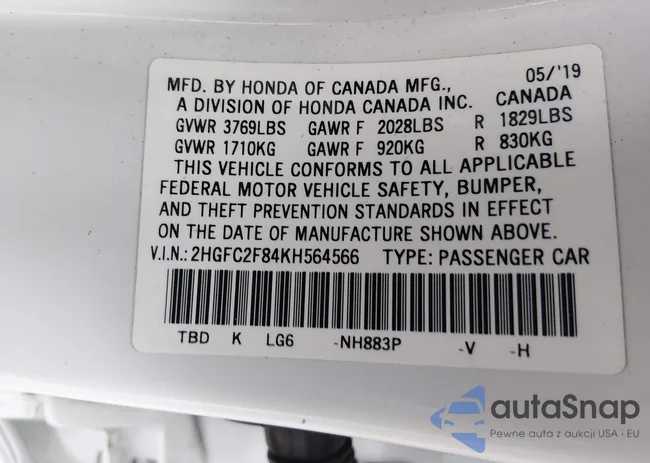 MFD. BY HONDA OF CANADA MFG., 05/'19
A DIVISION OF HONDA CANADA INC. CANADA
GVWR 3769LBS GAWR F 2028LBS R 1829LBS
GVWR 1710KG GAWR F 920KG R 830KG
THIS VEHICLE CONFORMS TO ALL APPLICABLE
FEDERAL MOTOR VEHICLE SAFETY, BUMPER,
AND THEFT PREVENTION STANDARDS IN EFFECT
ON THE DATE OF MANUFACTURE SHOWN ABOVE.
V.I.N.: 2HGFC2F84KH564566 TYPE: PASSENGER CAR
TBD K LG6 -NH883P -V -H
autaSnap
Pewne auta z aukcji USA i EU